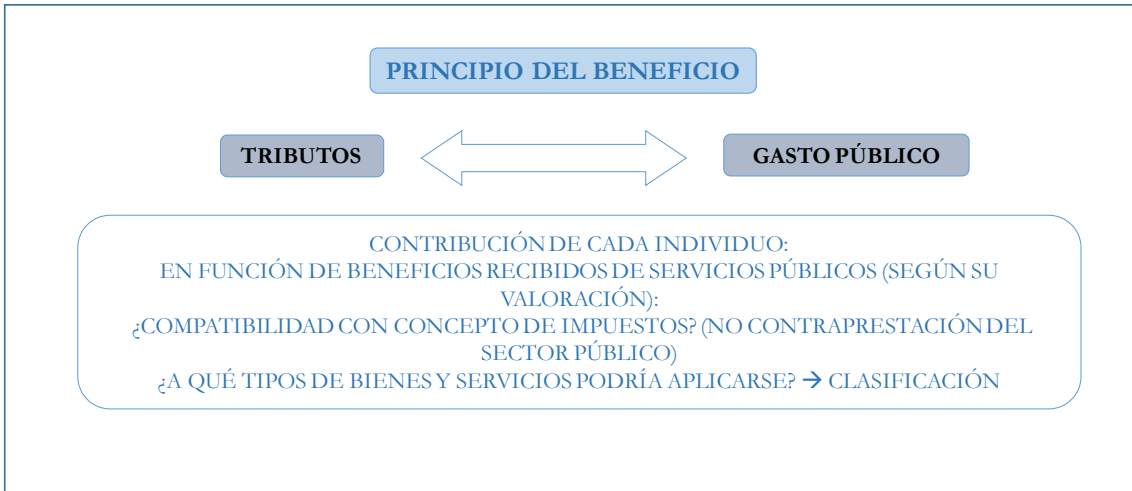 PRINCIPIO DEL BENEFICIO
TRIBUTOS
GASTO PÚBLICO
CONTRIBUCIÓN DE CADA INDIVIDUO:
EN FUNCIÓN DE BENEFICIOS RECIBIDOS DE SERVICIOS PÚBLICOS (SEGÚN SU
VALORACIÓN):
¿COMPATIBILIDAD CON CONCEPTO DE IMPUESTOS? (NO CONTRAPRESTACIÓN DEL
SECTOR PÚBLICO)
¿A QUÉ TIPOS DE BIENES Y SERVICIOS PODRÍA APLICARSE? → CLASIFICACIÓN